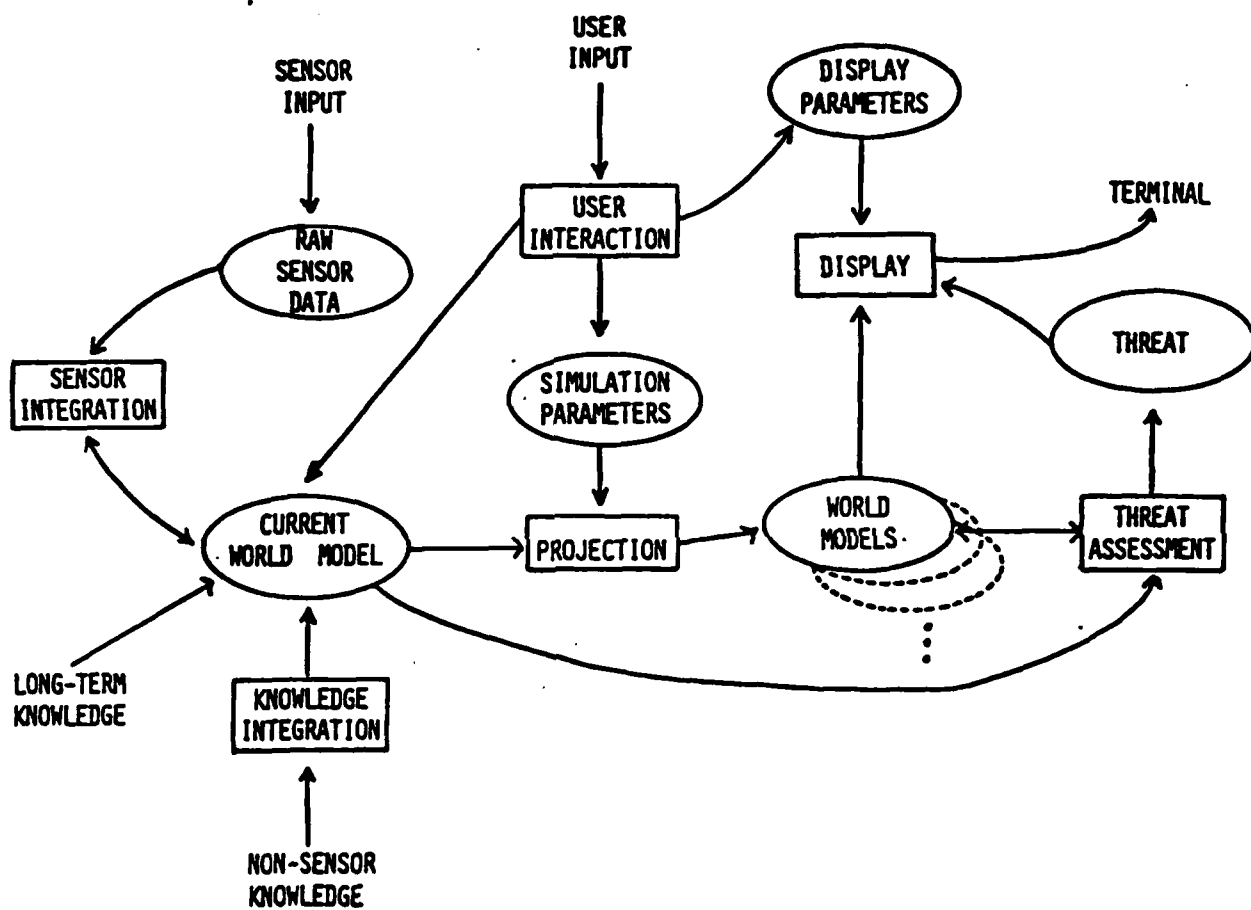 USER
INPUT
SENSOR
INPUT
DISPLAY
PARAMETERS
TERMINAL
USER
INTERACTION
RAW
SENSOR
DATA
DISPLAY
THREAT
SENSOR
INTEGRATION
SIMULATION
PARAMETERS
CURRENT
WORLD MODEL
PROJECTION
WORLD
MODELS
THREAT
ASSESSMENT
LONG-TERM
KNOWLEDGE
KNOWLEDGE
INTEGRATION
NON-SENSOR
KNOWLEDGE